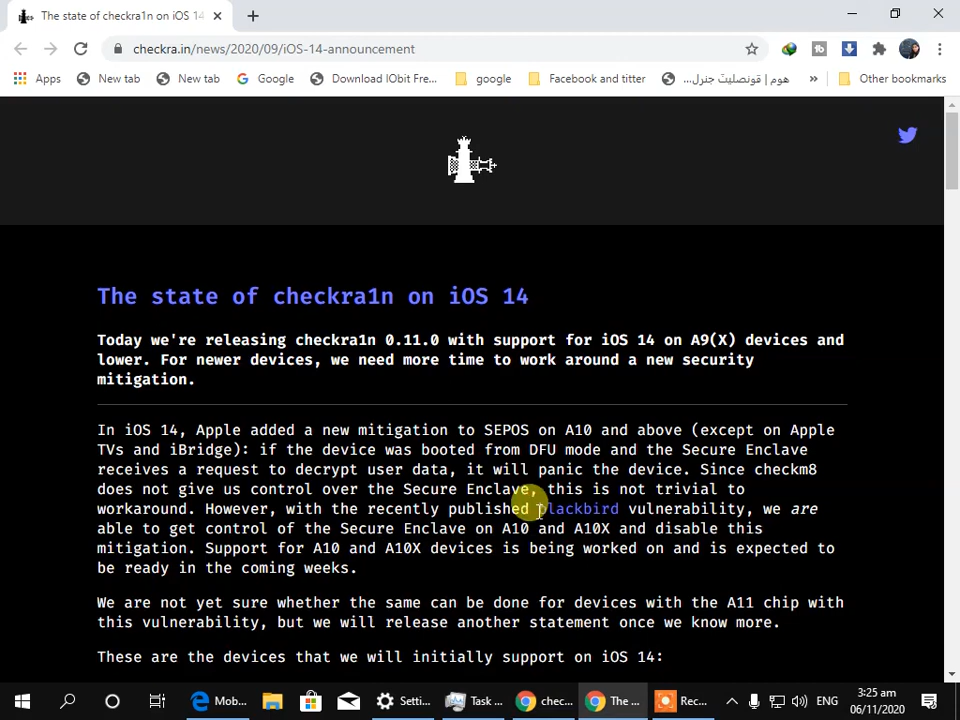 The state of checkra1n on iOS 14
checkra.in/news/2020/09/iOS-14-announcement
Apps
New tab
New tab
Google
Download IObit Fre...
google
Facebook and titter
هوم | قونصلیٹ جنرل...
»
Other bookmarks
The state of checkra1n on iOS 14
Today we're releasing checkra1n 0.11.0 with support for iOS 14 on A9(X) devices and
lower. For newer devices, we need more time to work around a new security
mitigation.
In iOS 14, Apple added a new mitigation to SEPOS on A10 and above (except on Apple
TVs and iBridge): if the device was booted from DFU mode and the Secure Enclave
receives a request to decrypt user data, it will panic the device. Since checkm8
does not give us control over the Secure Enclave, this is not trivial to
workaround. However, with the recently published blackbird vulnerability, we are
able to get control of the Secure Enclave on A10 and A10X and disable this
mitigation. Support for A10 and A10X devices is being worked on and is expected to
be ready in the coming weeks.
We are not yet sure whether the same can be done for devices with the A11 chip with
this vulnerability, but we will release another statement once we know more.
These are the devices that we will initially support on iOS 14:
Mob...
Setti...
Task ...
chec...
The ...
Rec...
ENG
3:25 am
06/11/2020